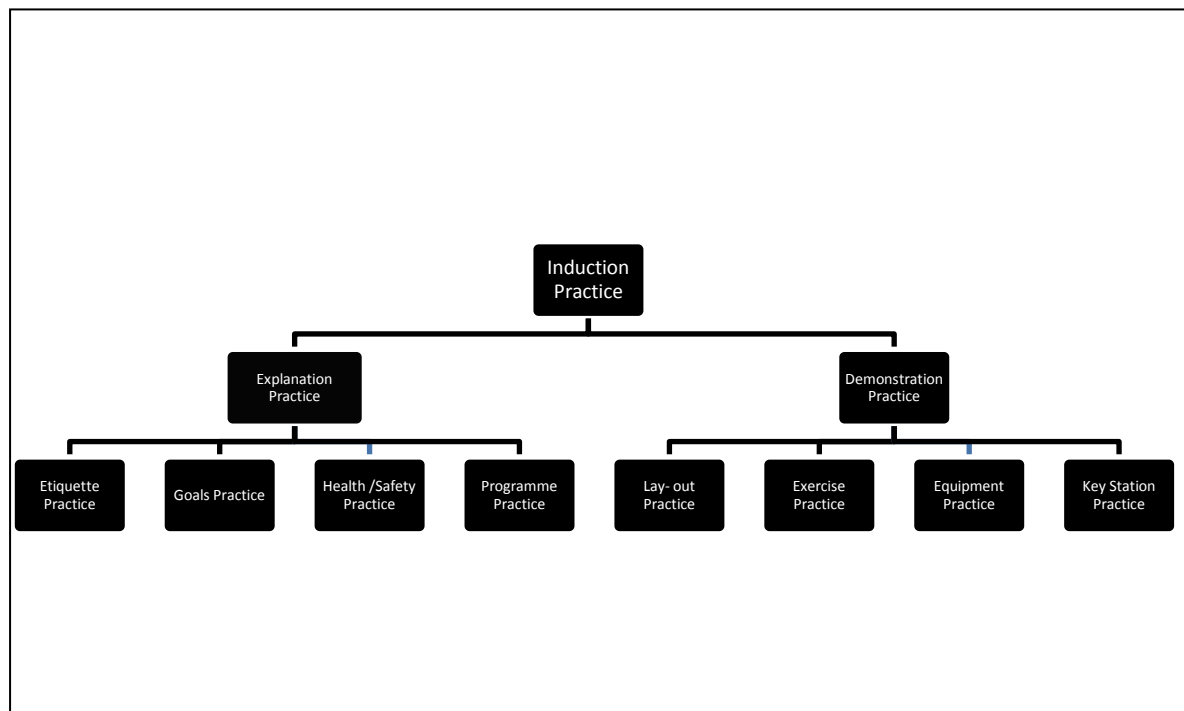 Induction
Practice
Explanation
Practice
Demonstration
Practice
Etiquette
Practice
Goals Practice
Health /Safety
Practice
Programme
Practice
Lay- out
Practice
Exercise
Practice
Equipment
Practice
Key Station
Practice